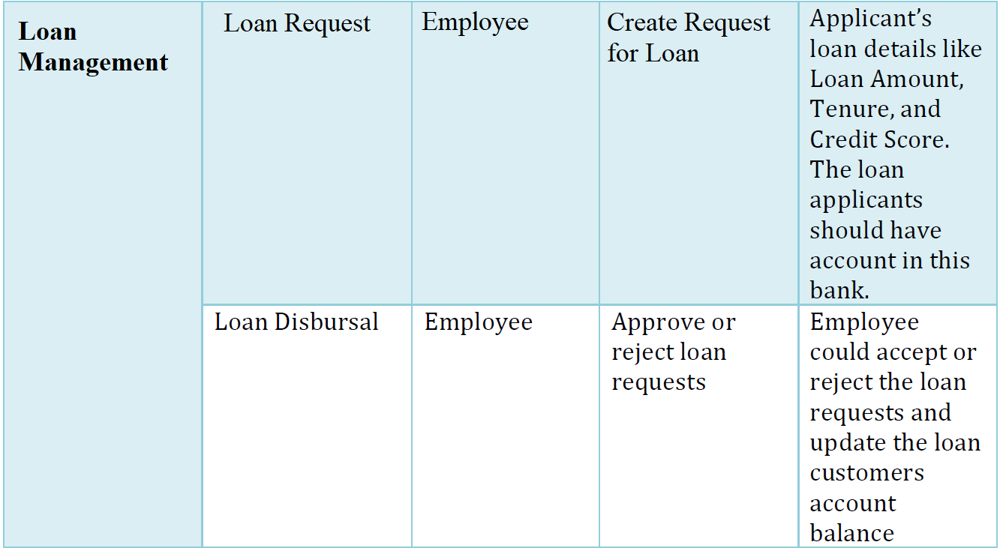 Loan
Management
Loan Request
Employee
Create Request
for Loan
Applicant’s
loan details like
Loan Amount,
Tenure, and
Credit Score.
The loan
applicants
should have
account in this
bank.
Loan Disbursal
Employee
Approve or
reject loan
requests
Employee
could accept or
reject the loan
requests and
update the loan
customers
account
balance